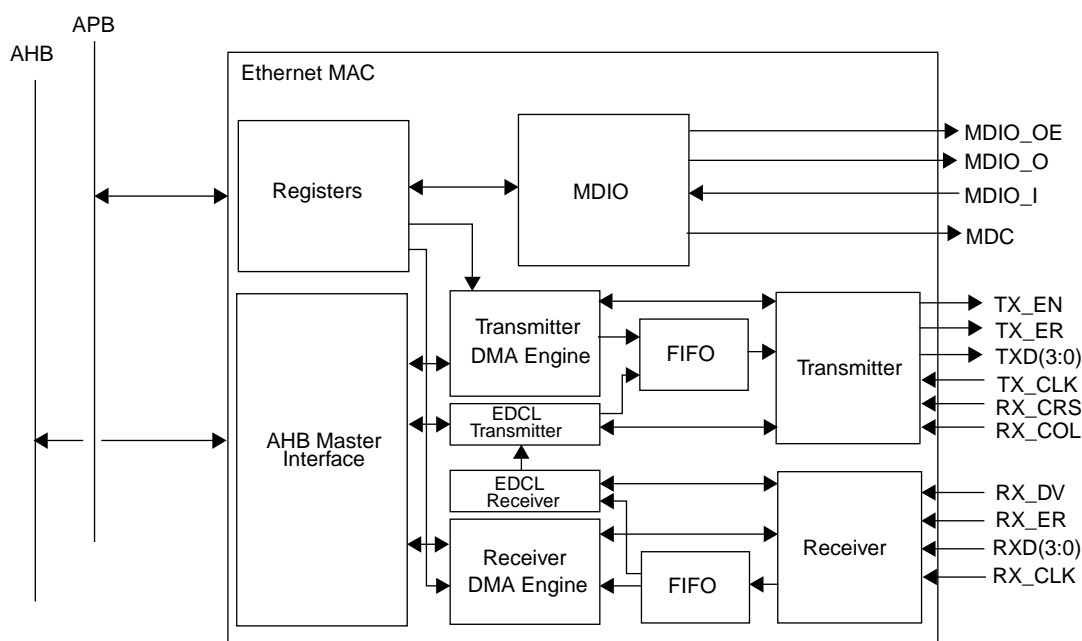 APB
AHB
Ethernet MAC
Registers
MDIO
MDIO_OE
MDIO_O
MDIO_I
MDC
Transmitter
DMA Engine
FIFO
Transmitter
TX_EN
TX_ER
TXD(3:0)
TX_CLK
RX_CRS
RX_COL
EDCL
Transmitter
AHB Master
Interface
EDCL
Receiver
Receiver
DMA Engine
FIFO
Receiver
RX_DV
RX_ER
RXD(3:0)
RX_CLK